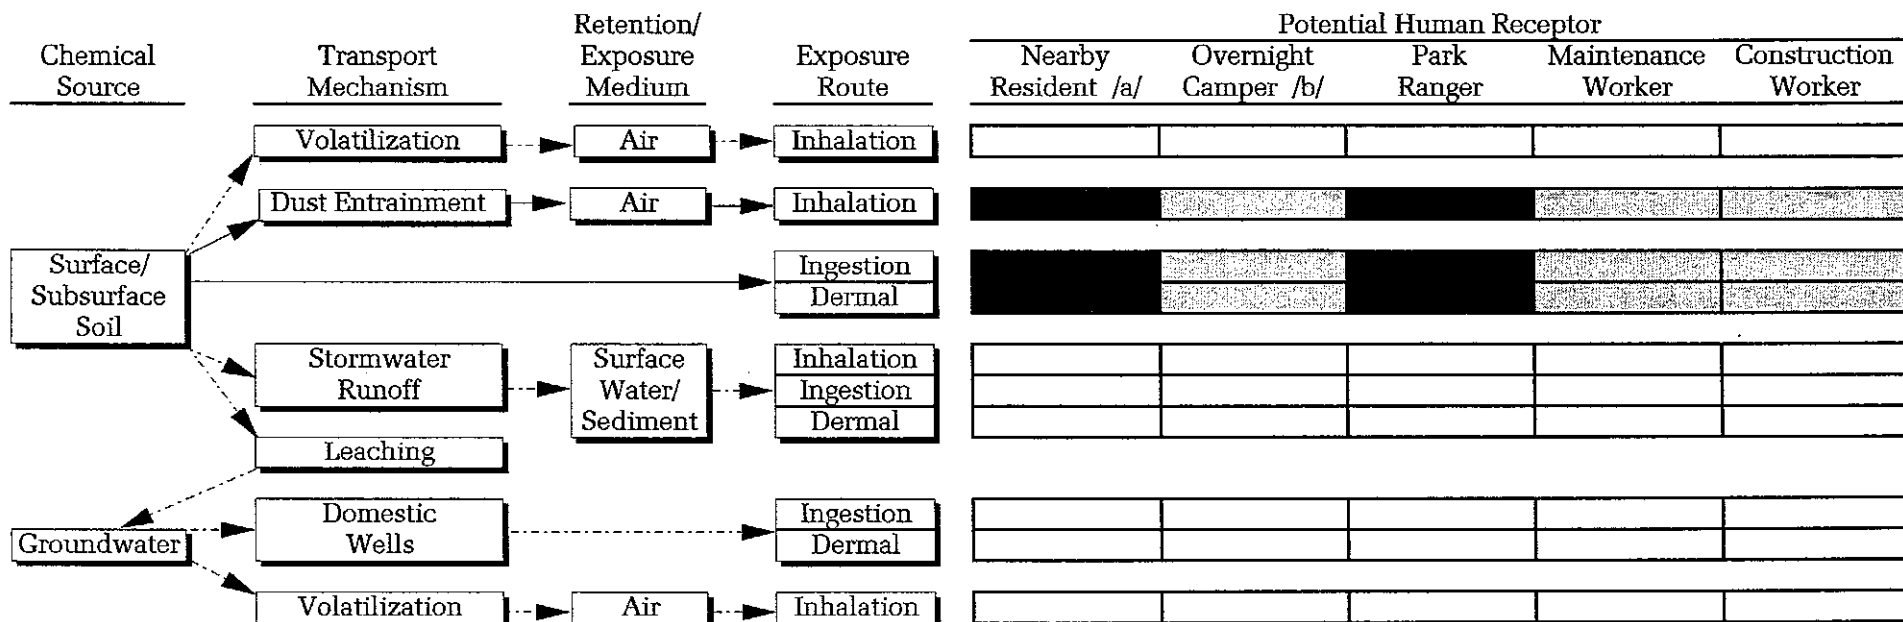 Potential Human Receptor
Chemical Source
Transport Mechanism
Retention/ Exposure Medium
Exposure Route
Nearby Resident /a/
Overnight Camper /b/
Park Ranger
Maintenance Worker
Construction Worker
Volatilization
Air
Inhalation
Dust Entrainment
Air
Inhalation
Surface/
Subsurface
Soil
Ingestion
Dermal
Stormwater
Runoff
Surface
Water/
Sediment
Inhalation
Ingestion
Dermal
Leaching
Groundwater
Domestic
Wells
Ingestion
Dermal
Volatilization
Air
Inhalation